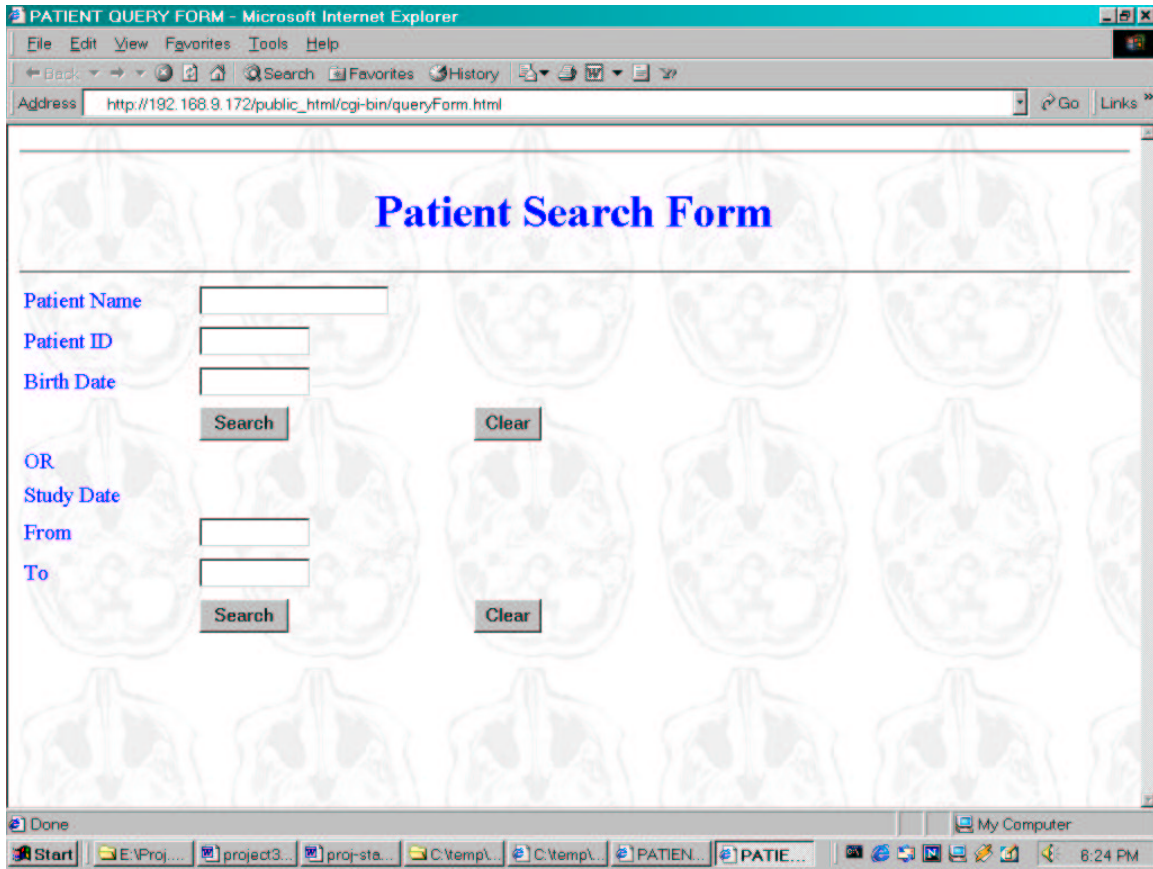 PATIENT QUERY FORM - Microsoft Internet Explorer
File Edit View Favorites Tools Help
Back Search Favorites History
Address http://192.168.9.172/public_html/cgi-bin/queryForm.html Go Links »
Patient Search Form
Patient Name
Patient ID
Birth Date
Search Clear
OR
Study Date
From
To
Search Clear
Done My Computer
Start E:\Proj.... project3... proj-sta... C:\temp\... C:\temp\... PATIEN... PATIE... 6:24 PM